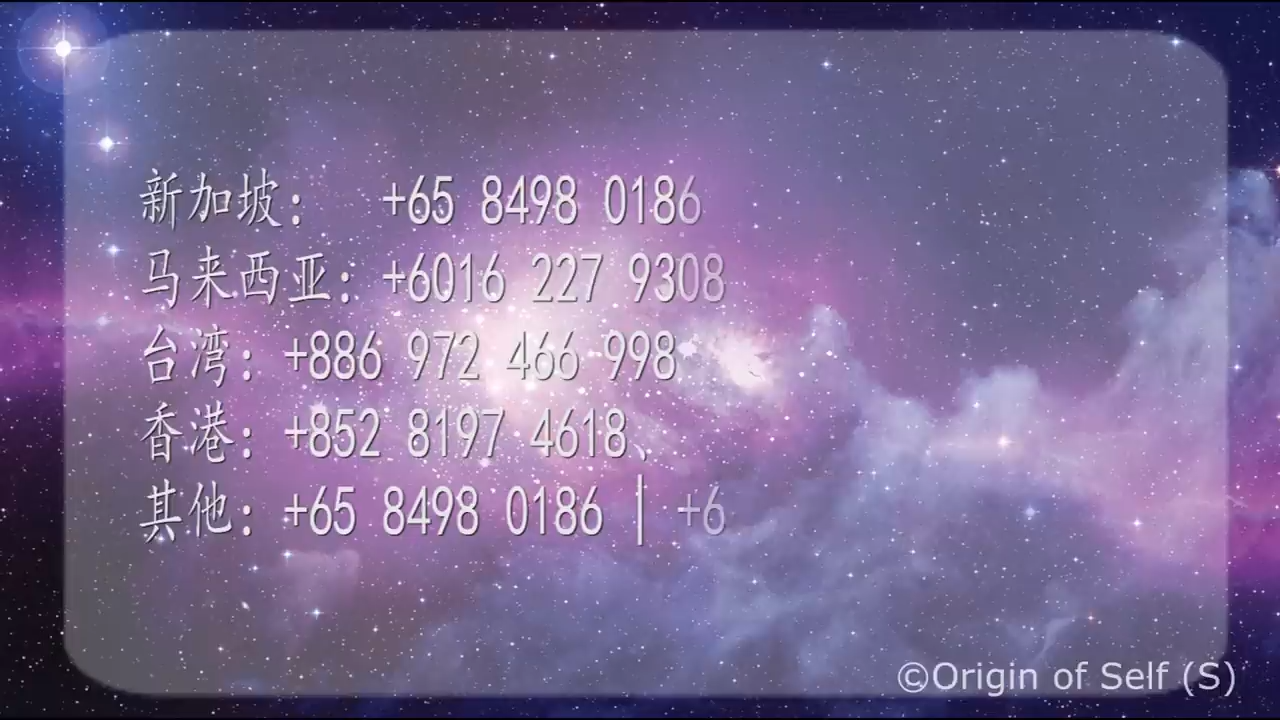 新加坡： +65 8498 0186
马来西亚：+6016 227 9308
台湾：+886 972 466 998
香港：+852 8197 4618、
其他：+65 8498 0186 | +6
©Origin of Self (S)